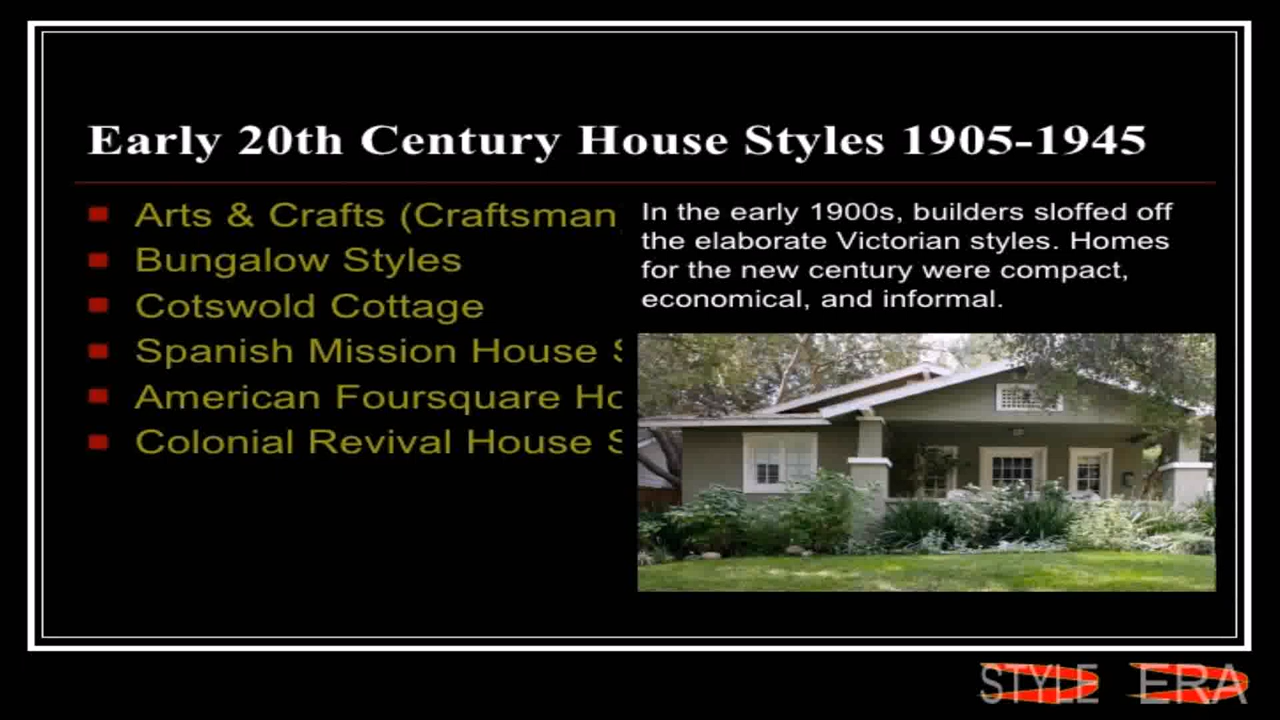 Early 20th Century House Styles 1905-1945
Arts & Crafts (Craftsman)
Bungalow Styles
Cotswold Cottage
Spanish Mission House S
American Foursquare Ho
Colonial Revival House S
In the early 1900s, builders sloffed off
the elaborate Victorian styles. Homes
for the new century were compact,
economical, and informal.
STYLE ERA